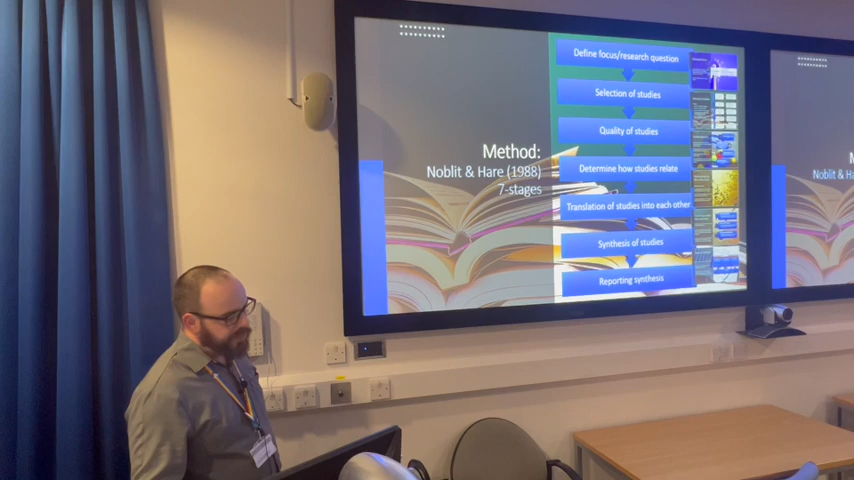 Method:
Noblit & Hare (1988)
7-stages
Define focus/research question
Selection of studies
Quality of studies
Determine how studies relate
Translation of studies into each other
Synthesis of studies
Reporting synthesis
M
Noblit & Ha